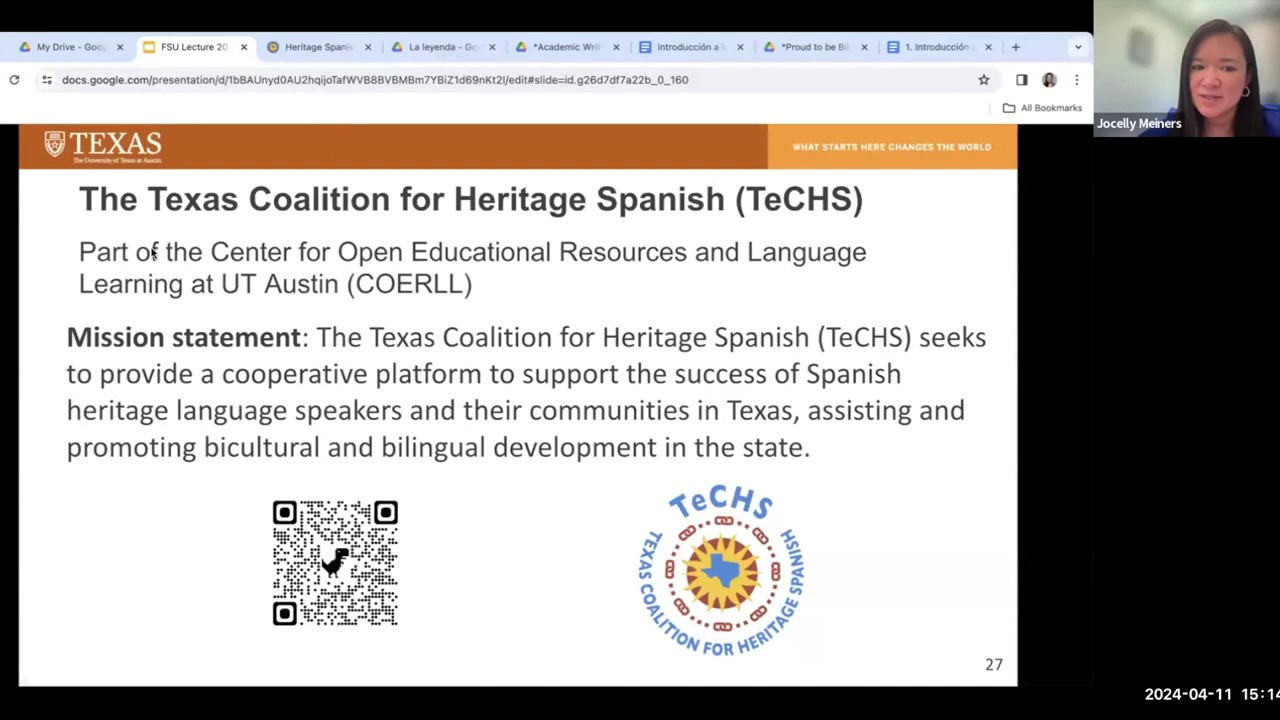 My Drive - Goo
FSU Lecture 20
Heritage Spanis
La leyenda - Go
*Academic Wri
Introducción a l
*Proud to be Bi
1. Introducción
docs.google.com/presentation/d/1bBAUnyd0AU2hqijoTafWVB8BVBMBm7YBiZ1d69nKt2I/edit#slide=id.g26d7df7a22b_0_160
All Bookmarks
Jocelly Meiners
TEXAS
The University of Texas at Austin
WHAT STARTS HERE CHANGES THE WORLD
The Texas Coalition for Heritage Spanish (TeCHS)
Part of the Center for Open Educational Resources and Language
Learning at UT Austin (COERLL)
Mission statement: The Texas Coalition for Heritage Spanish (TeCHS) seeks
to provide a cooperative platform to support the success of Spanish
heritage language speakers and their communities in Texas, assisting and
promoting bicultural and bilingual development in the state.
TeCHS
TEXAS COALITION FOR HERITAGE SPANISH
27
2024-04-11 15:14